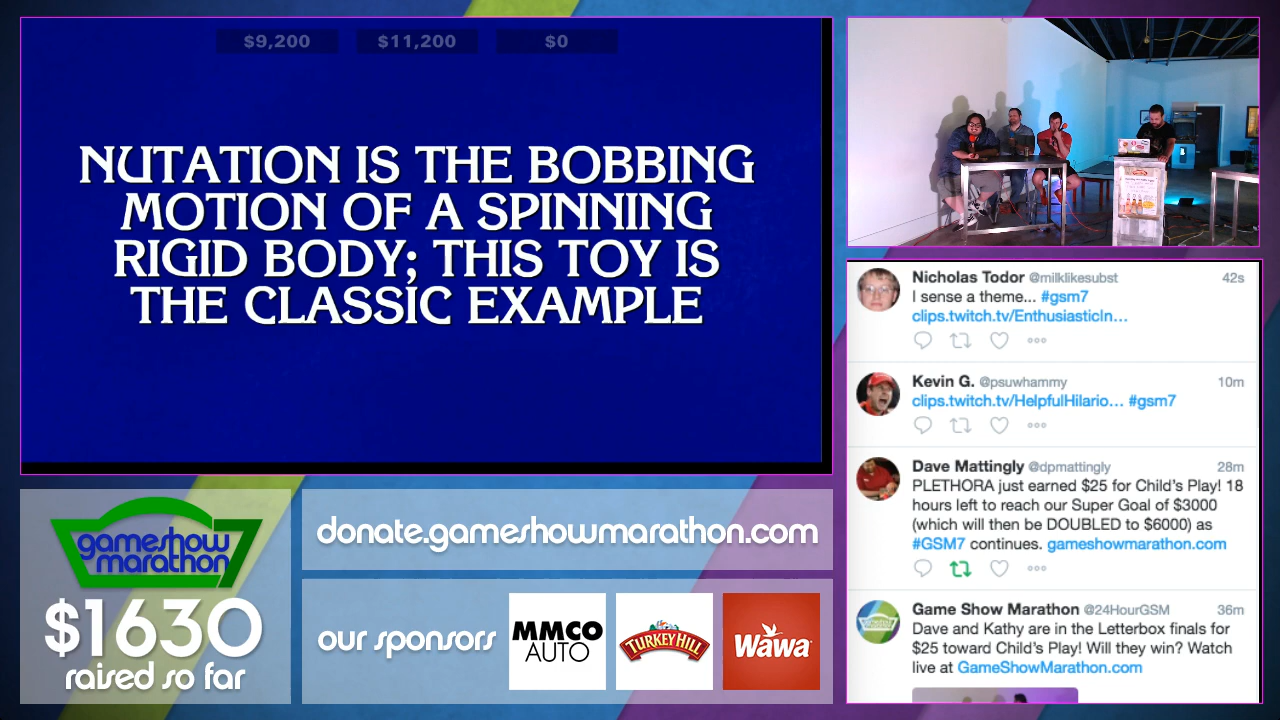 $9,200 $11,200 $0
NUTATION IS THE BOBBING
MOTION OF A SPINNING
RIGID BODY; THIS TOY IS
THE CLASSIC EXAMPLE
Nicholas Todor @milklikesubst 42s
I sense a theme... #gsm7
clips.twitch.tv/EnthusiasticIn...
Kevin G. @psuwhammy 10m
clips.twitch.tv/HelpfulHilario... #gsm7
Dave Mattingly @dpmattingly 28m
PLETHORA just earned $25 for Child's Play! 18
hours left to reach our Super Goal of $3000
(which will then be DOUBLED to $6000) as
#GSM7 continues. gameshowmarathon.com
Game Show Marathon @24HourGSM 36m
Dave and Kathy are in the Letterbox finals for
$25 toward Child's Play! Will they win? Watch
live at GameShowMarathon.com
gameshow
marathon 7
$1630
raised so far
donate.gameshowmarathon.com
our sponsors
MMCO
AUTO
TURKEY HILL
Wawa